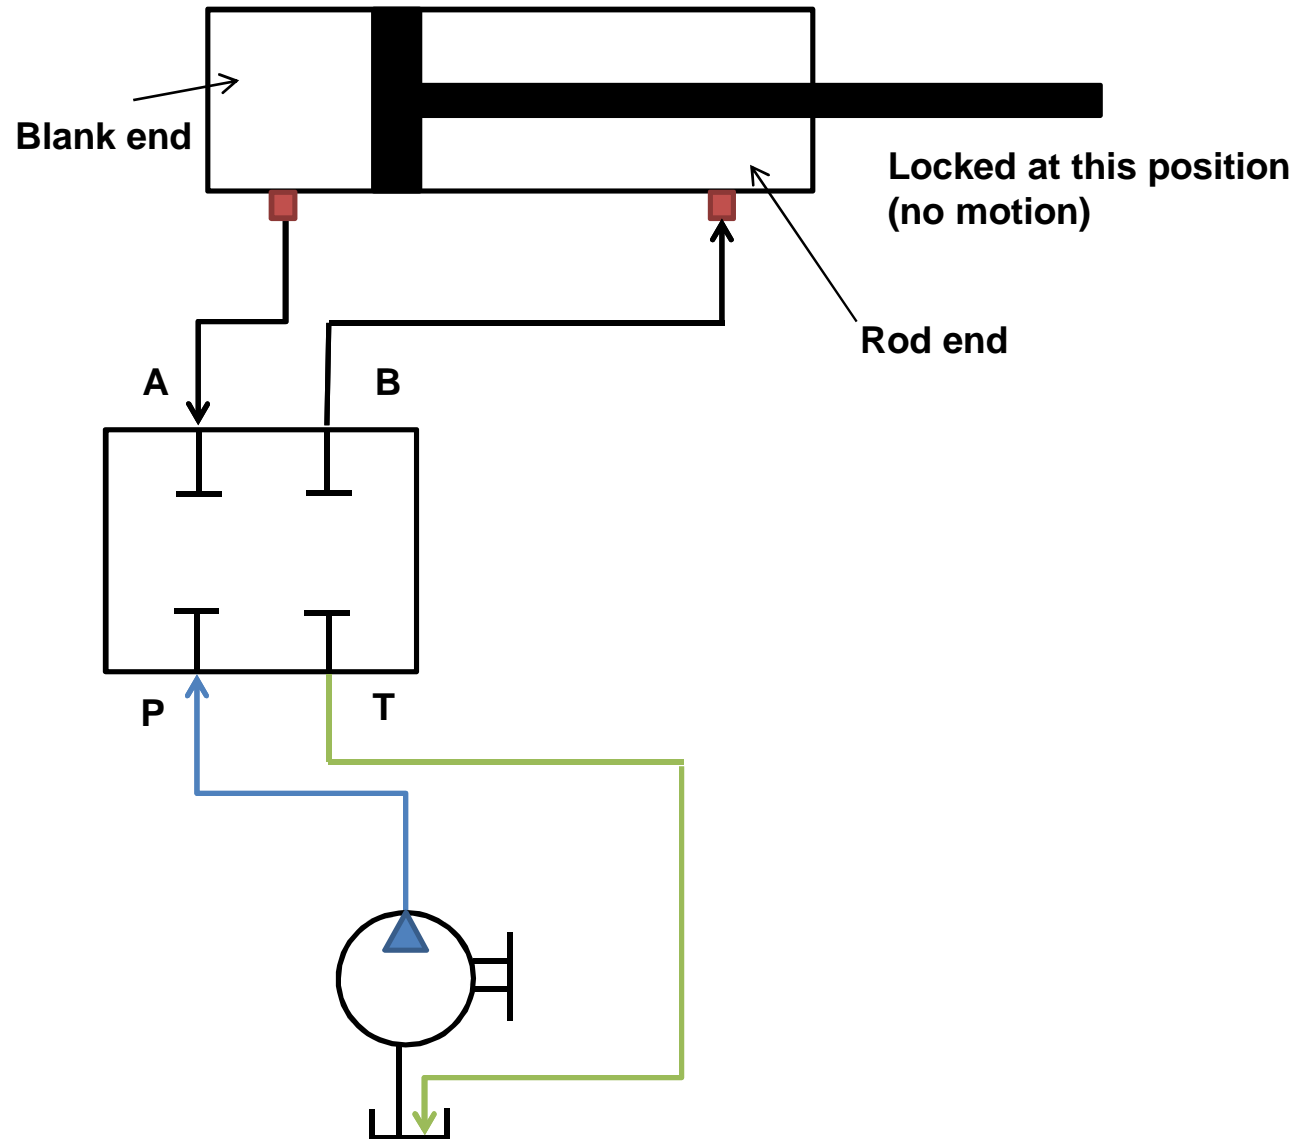 Blank end
Locked at this position
(no motion)
Rod end
A
B
P
T